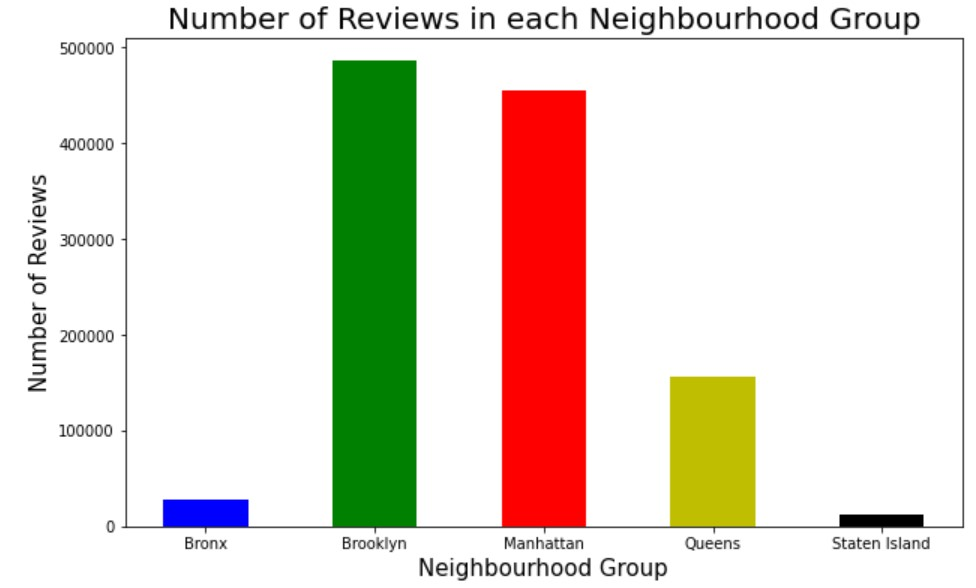 Number of Reviews in each Neighbourhood Group
500000
400000
300000
200000
100000
0
Number of Reviews
Bronx Brooklyn Manhattan Queens Staten Island
Neighbourhood Group